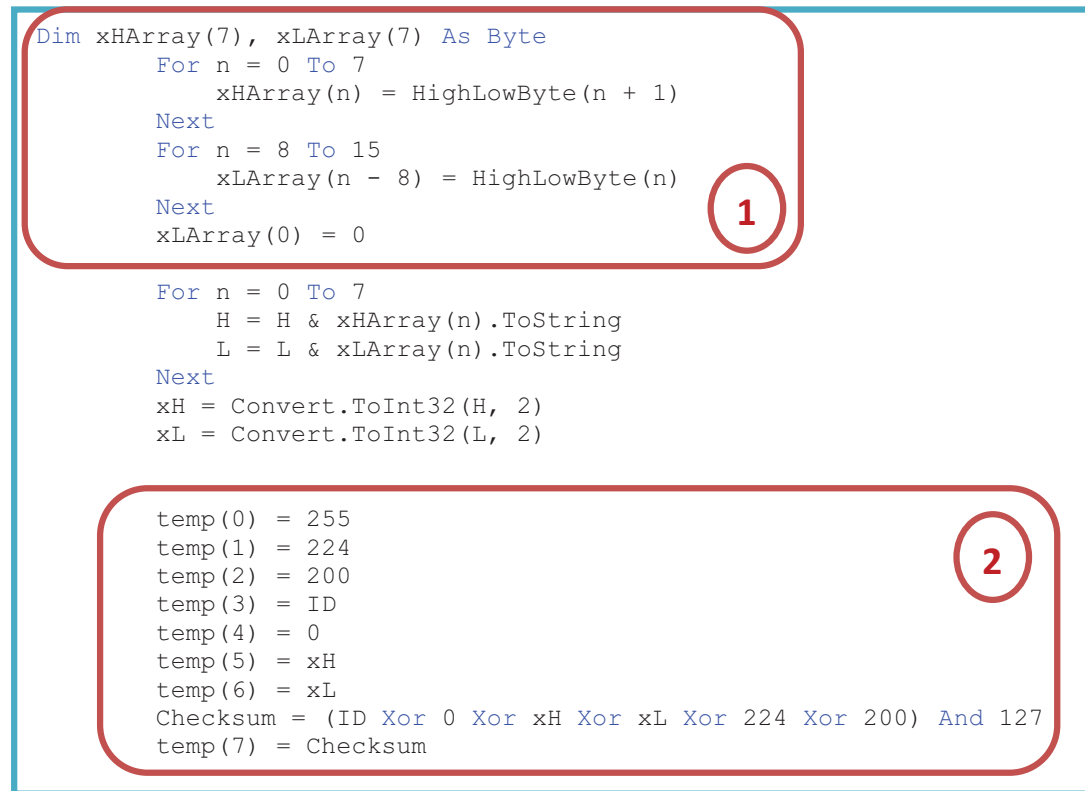 Dim xHArray(7), xLArray(7) As Byte
For n = 0 To 7
xHArray(n) = HighLowByte(n + 1)
Next
For n = 8 To 15
xLArray(n - 8) = HighLowByte(n)
Next
xLArray(0) = 0
1
For n = 0 To 7
H = H & xHArray(n).ToString
L = L & xLArray(n).ToString
Next
xH = Convert.ToInt32(H, 2)
xL = Convert.ToInt32(L, 2)
temp(0) = 255
temp(1) = 224
temp(2) = 200
2
temp(3) = ID
temp(4) = 0
temp(5) = xH
temp(6) = xL
Checksum = (ID Xor 0 Xor xH Xor xL Xor 224 Xor 200) And 127
temp(7) = Checksum